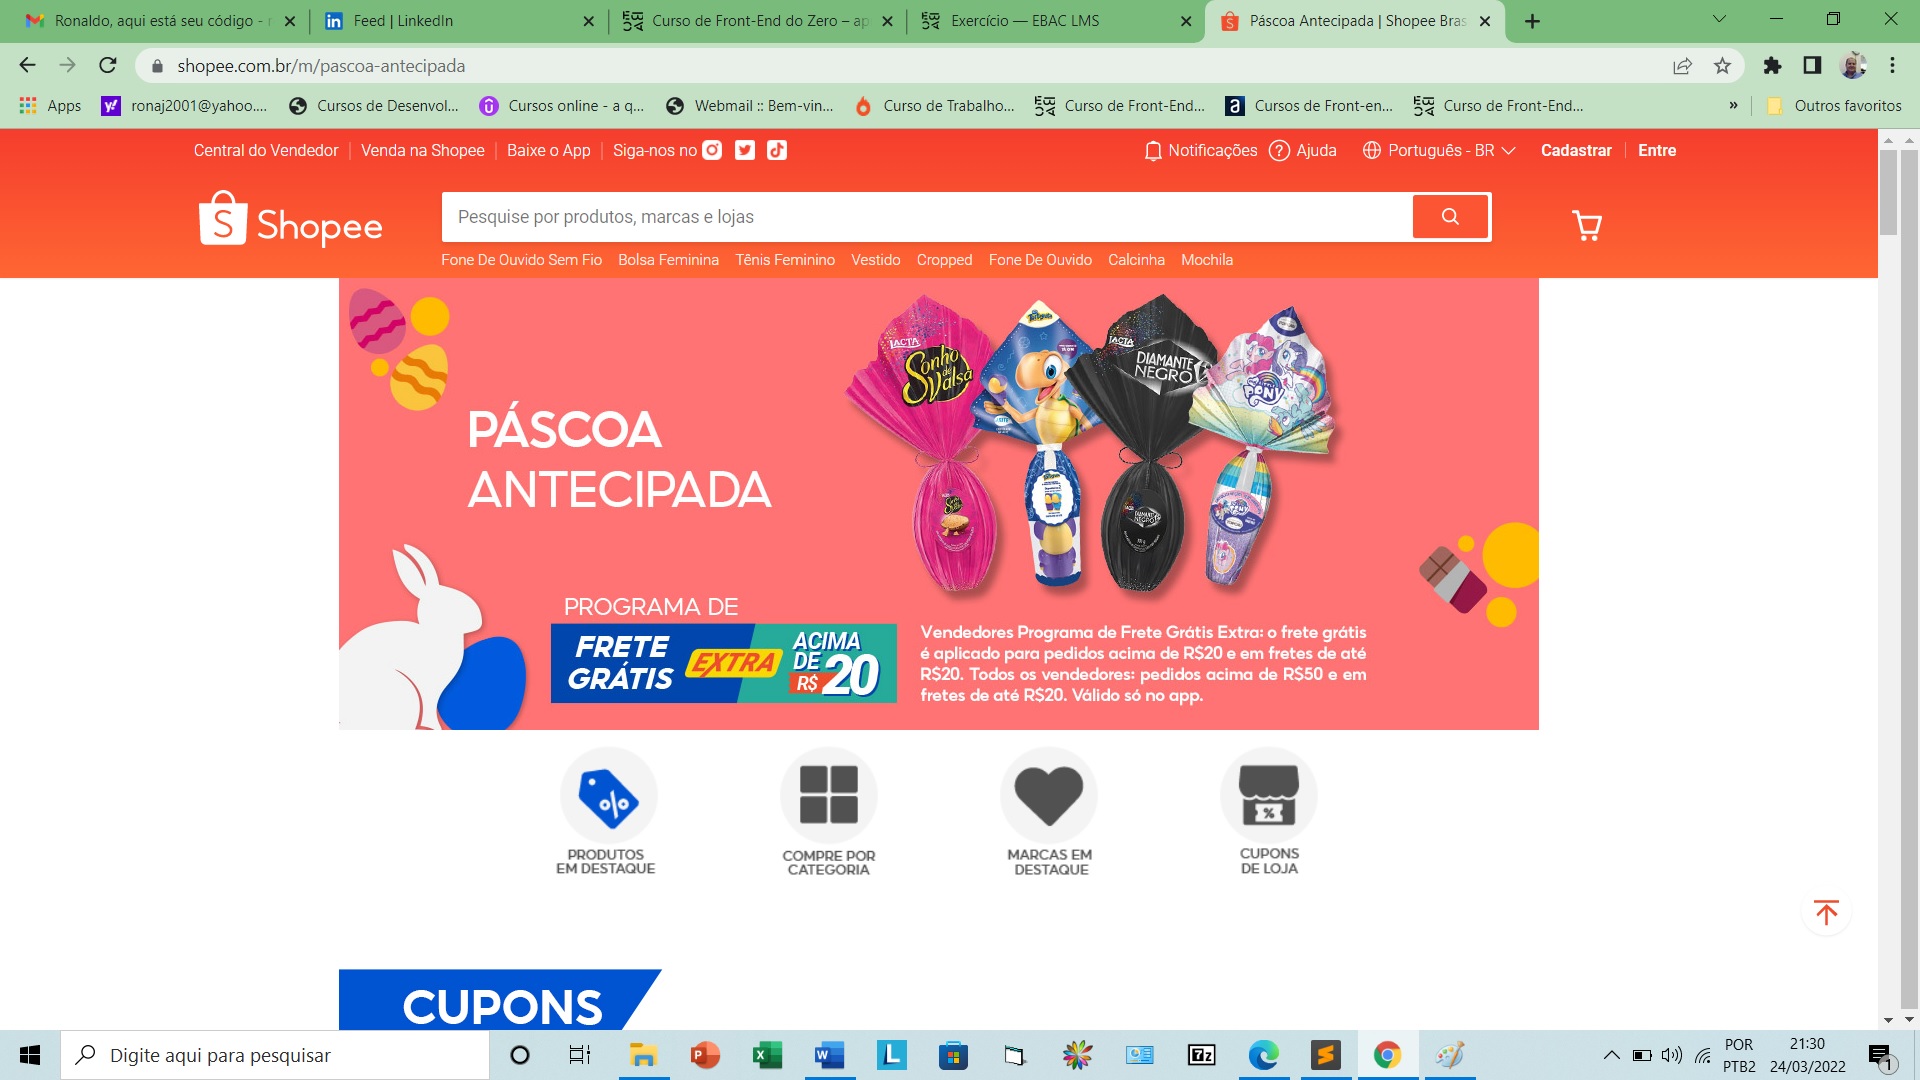 Ronaldo, aqui está seu código - r
Feed | LinkedIn
Curso de Front-End do Zero – ap
Exercício — EBAC LMS
Páscoa Antecipada | Shopee Bras
shopee.com.br/m/pascoa-antecipada
Apps
ronaj2001@yahoo....
Cursos de Desenvol...
Cursos online - a q...
Webmail :: Bem-vin...
Curso de Trabalho...
Curso de Front-End...
Cursos de Front-en...
Curso de Front-End...
»
Outros favoritos
Central do Vendedor | Venda na Shopee | Baixe o App | Siga-nos no
Notificações
Ajuda
Português - BR
Cadastrar | Entre
Shopee
Pesquise por produtos, marcas e lojas
Fone De Ouvido Sem Fio Bolsa Feminina Tênis Feminino Vestido Cropped Fone De Ouvido Calcinha Mochila
LACTA
Sonho de Valsa
Tortuguita
LACTA
DIAMANTE NEGRO
PONY
PÁSCOA
ANTECIPADA
Sonho de Valsa
DIAMANTE NEGRO
PONY
PROGRAMA DE
FRETE GRÁTIS
EXTRA
ACIMA DE R$ 20
Vendedores Programa de Frete Grátis Extra: o frete grátis
é aplicado para pedidos acima de R$20 e em fretes de até
R$20. Todos os vendedores: pedidos acima de R$50 e em
fretes de até R$20. Válido só no app.
PRODUTOS
EM DESTAQUE
COMPRE POR
CATEGORIA
MARCAS EM
DESTAQUE
CUPONS
DE LOJA
CUPONS
Digite aqui para pesquisar
POR
PTB2
21:30
24/03/2022
1